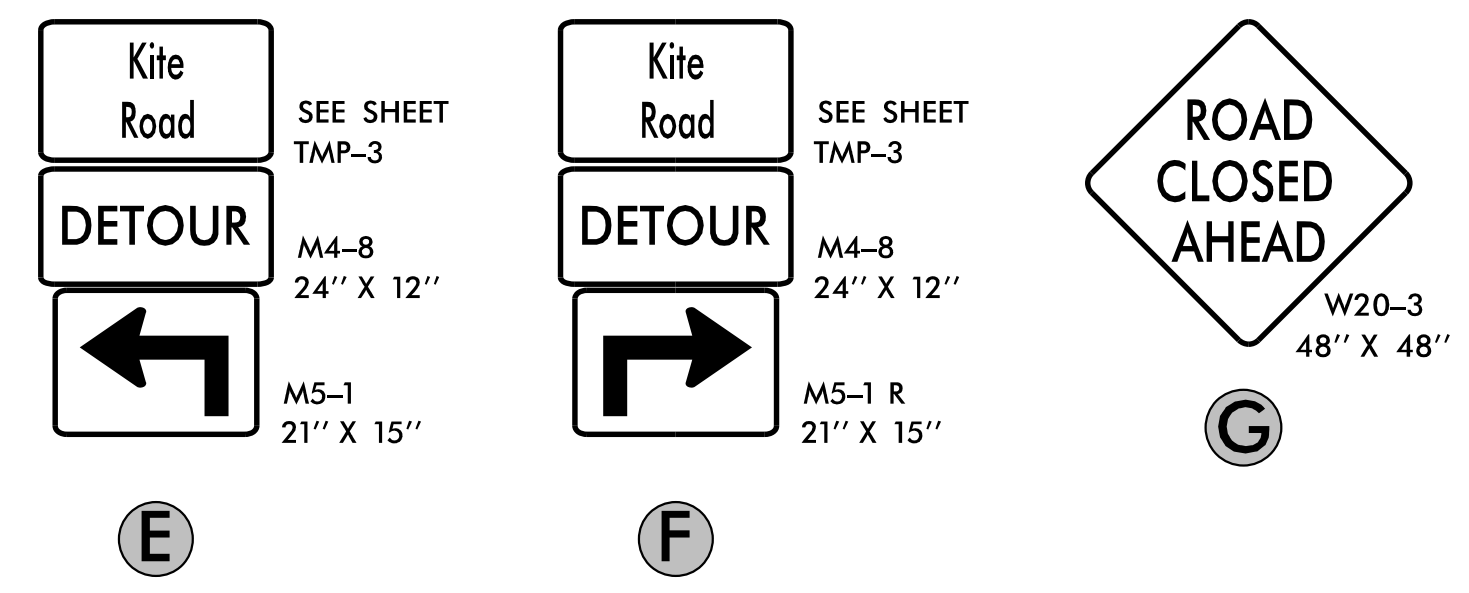 Kite
Road
SEE SHEET
TMP–3
DETOUR
M4–8
24'' X 12''
M5–1
21'' X 15''
E
Kite
Road
SEE SHEET
TMP–3
DETOUR
M4–8
24'' X 12''
M5–1 R
21'' X 15''
F
ROAD
CLOSED
AHEAD
W20–3
48'' X 48''
G